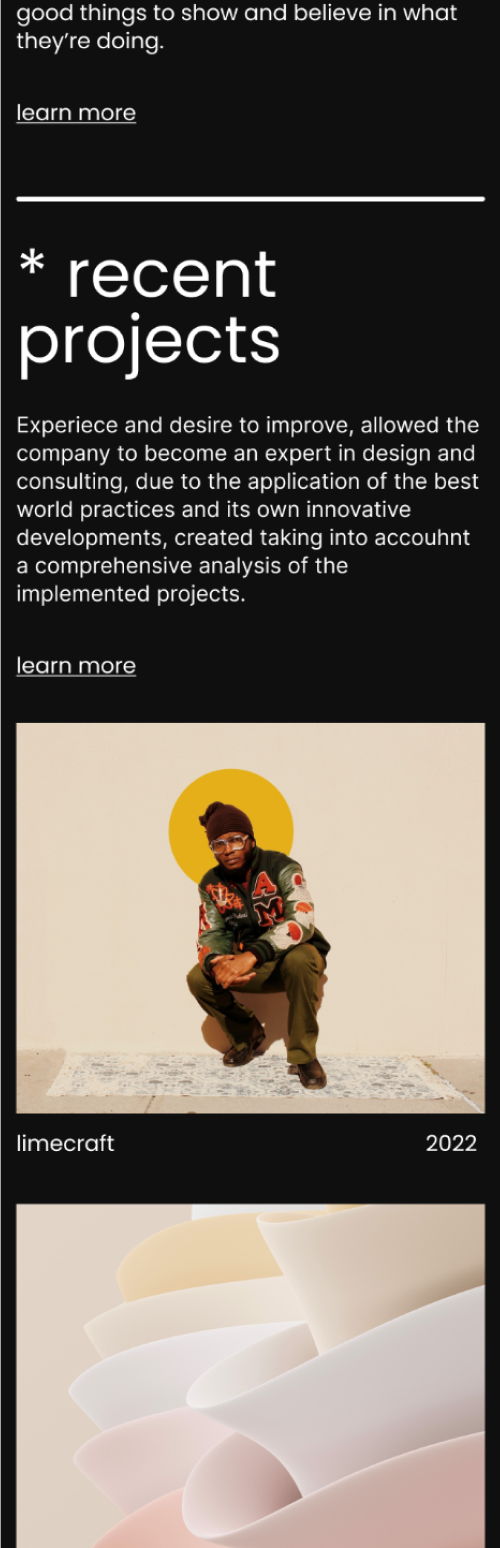 good things to show and believe in what
they’re doing.
learn more
* recent
projects
Experiece and desire to improve, allowed the
company to become an expert in design and
consulting, due to the application of the best
world practices and its own innovative
developments, created taking into accouhnt
a comprehensive analysis of the
implemented projects.
learn more
A
M
limecraft
2022